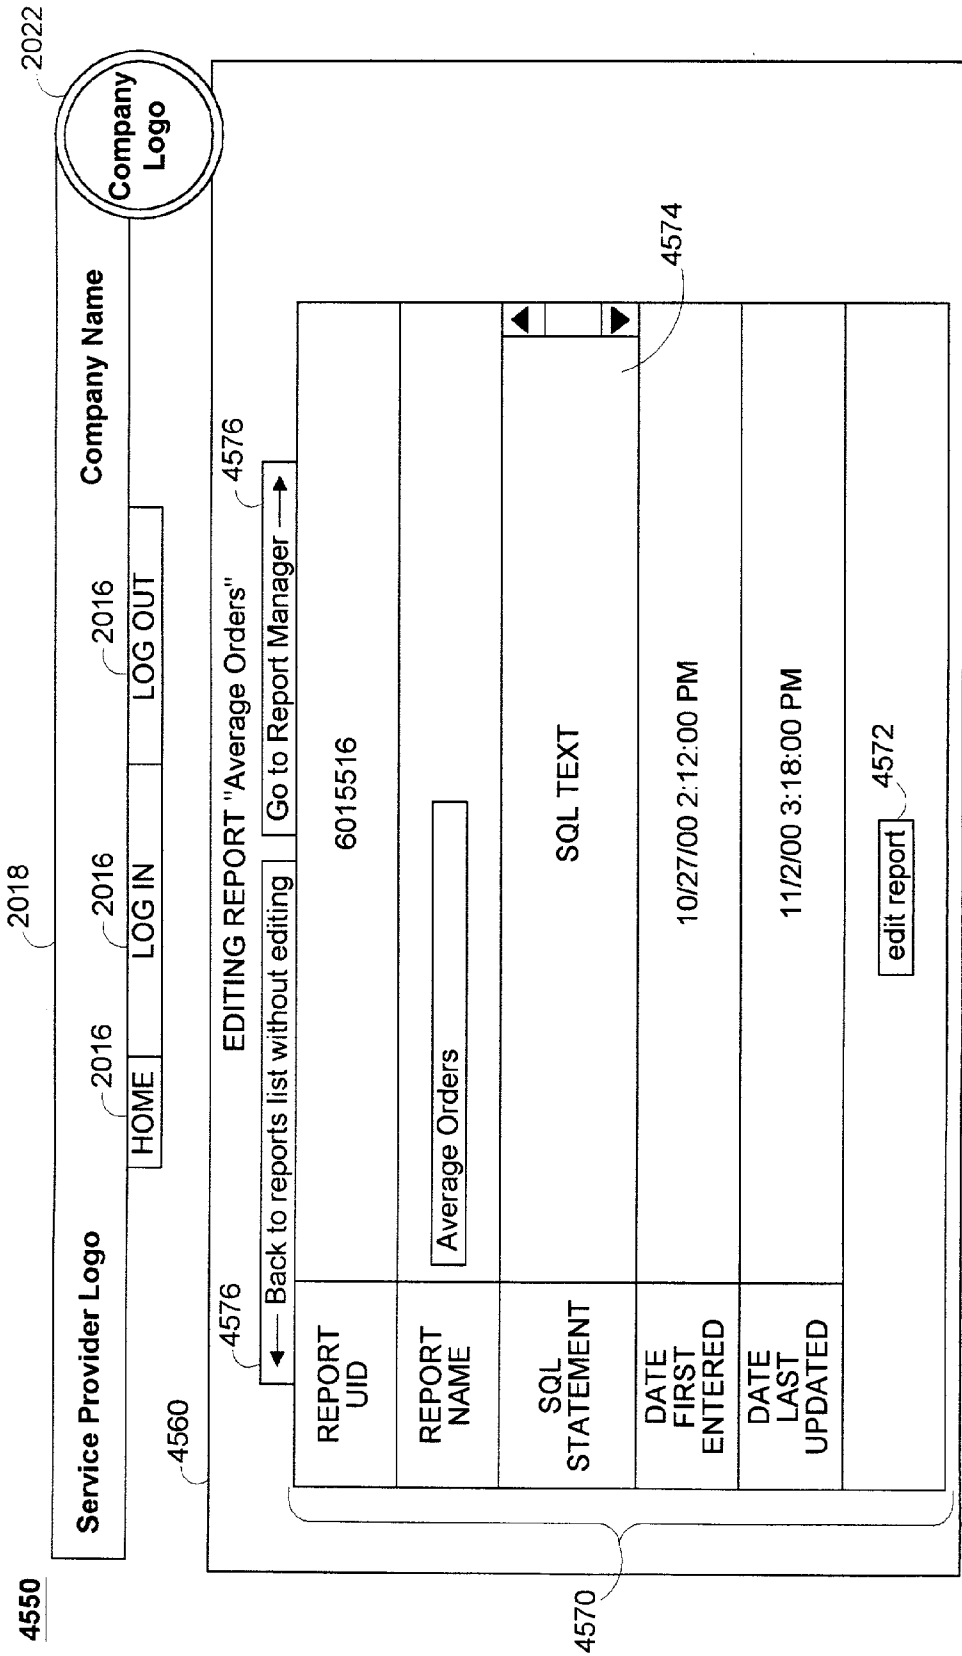 4550
2018
2022
Service Provider Logo
Company Name
Company
Logo
2016
2016
2016
HOME
LOG IN
LOG OUT
4560
EDITING REPORT "Average Orders"
4576
4576
← Back to reports list without editing
Go to Report Manager →
REPORT
UID
6015516
REPORT
NAME
Average Orders
SQL
STATEMENT
SQL TEXT
4574
DATE
FIRST
ENTERED
10/27/00 2:12:00 PM
DATE
LAST
UPDATED
11/2/00 3:18:00 PM
edit report
4572
4570